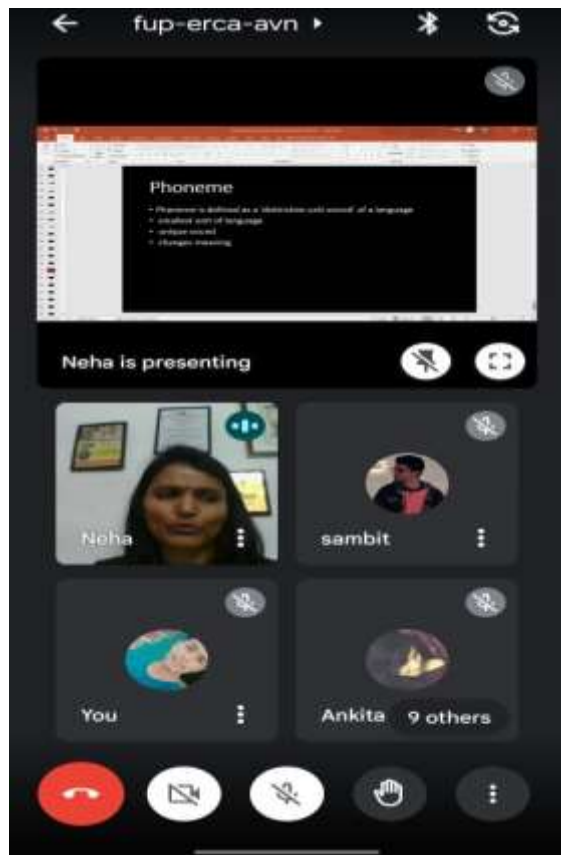 fup-erca-avn
Phoneme
• Phoneme is defined as a 'distinctive unit sound' of a language
• smallest unit of language
• unique sound
• changes meaning
Neha is presenting
Neha
sambit
You
Ankita
9 others